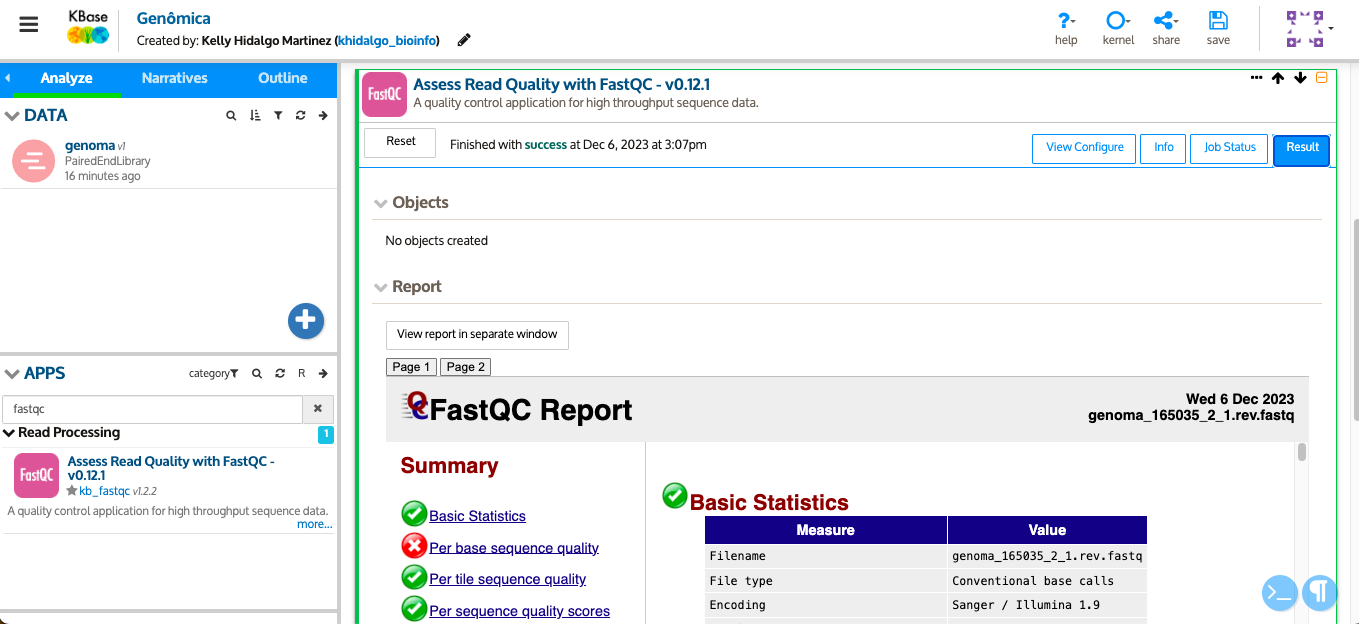 KBase
Genômica
Created by: Kelly Hidalgo Martinez (khidalgo_bioinfo)
help
kernel
share
save
Analyze
Narratives
Outline
DATA
genoma v1
PairedEndLibrary
16 minutes ago
APPS
category
R
fastqc
Read Processing
1
FastQC
Assess Read Quality with FastQC -
v0.12.1
kb_fastqc v1.2.2
A quality control application for high throughput sequence data.
more...
FastQC
Assess Read Quality with FastQC - v0.12.1
A quality control application for high throughput sequence data.
Reset
Finished with success at Dec 6, 2023 at 3:07pm
View Configure
Info
Job Status
Result
Objects
No objects created
Report
View report in separate window
Page 1
Page 2
FastQC Report
Wed 6 Dec 2023
genoma_165035_2_1.rev.fastq
Summary
Basic Statistics
Per base sequence quality
Per tile sequence quality
Per sequence quality scores
Basic Statistics
Measure Value
Filename genoma_165035_2_1.rev.fastq
File type Conventional base calls
Encoding Sanger / Illumina 1.9